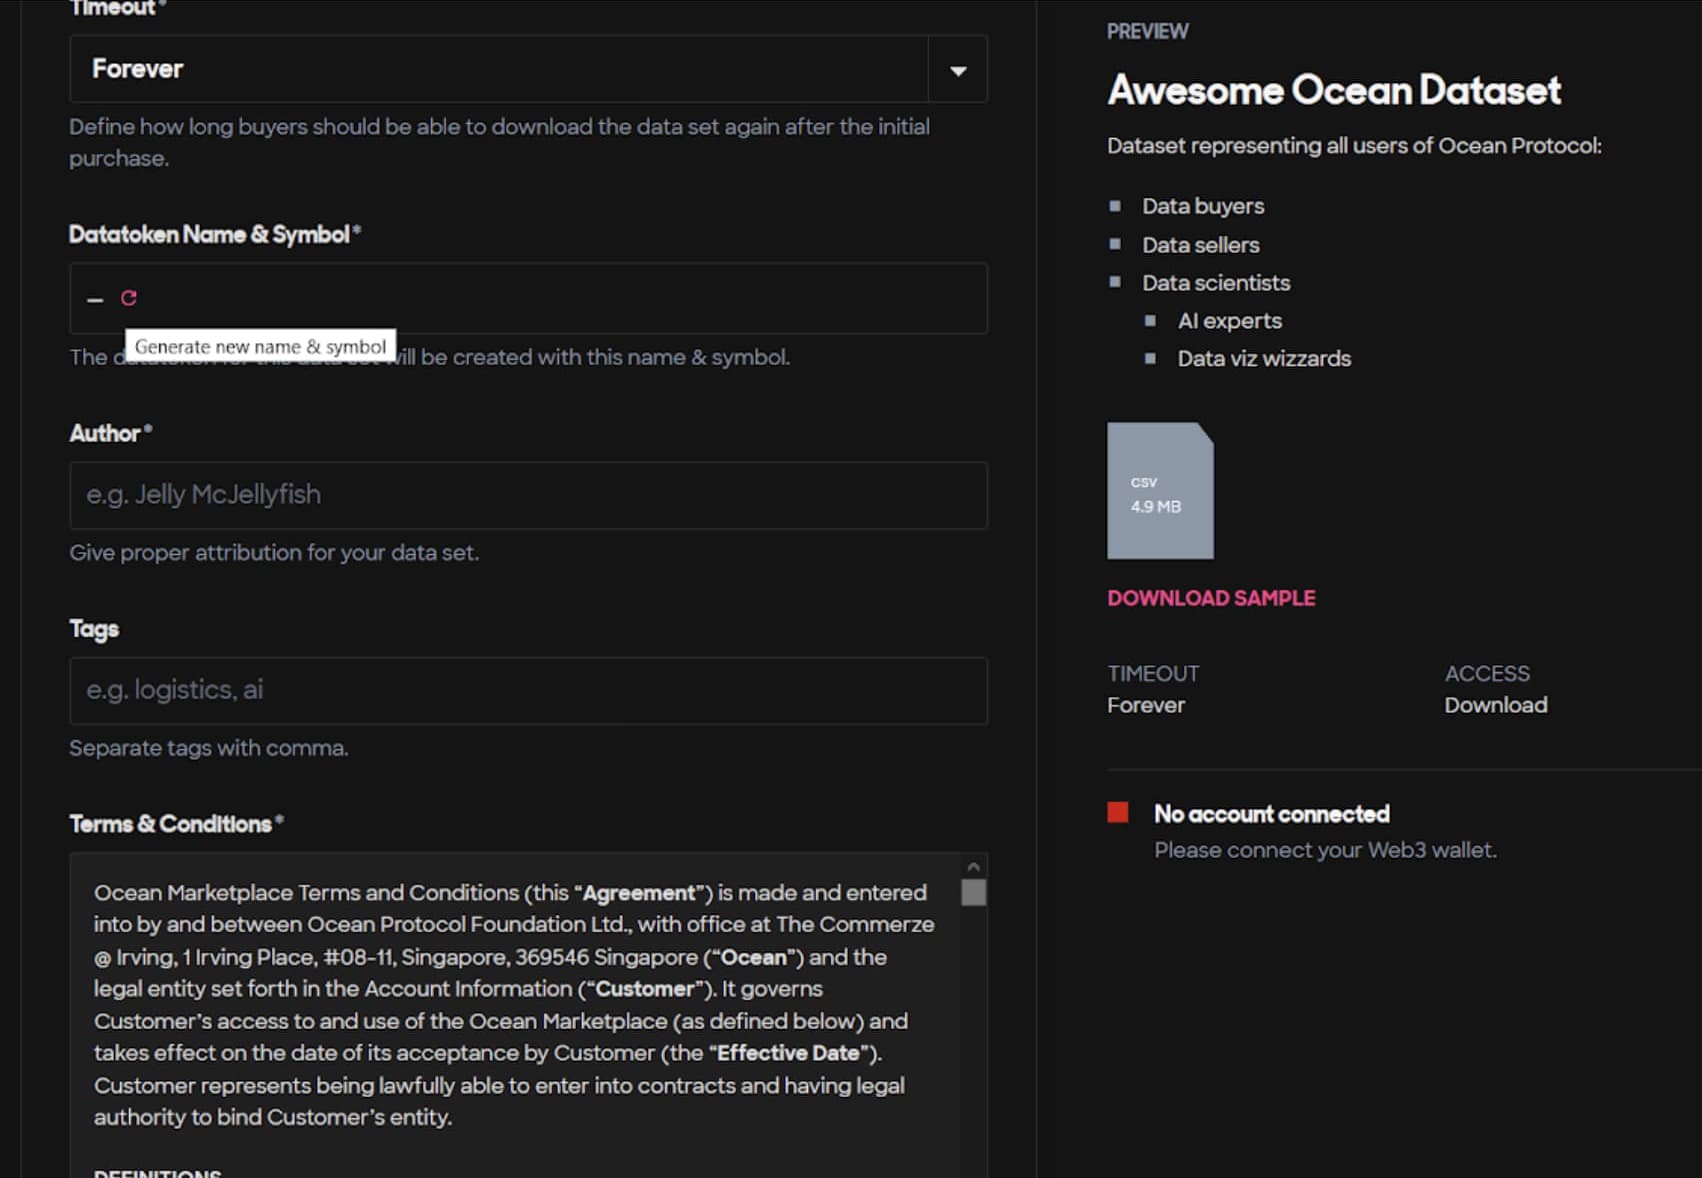 Timeout*
Forever
Define how long buyers should be able to download the data set again after the initial
purchase.
Datatoken Name & Symbol*
—
Generate new name & symbol
The datatoken for this data set will be created with this name & symbol.
Author*
e.g. Jelly McJellyfish
Give proper attribution for your data set.
Tags
e.g. logistics, ai
Separate tags with comma.
Terms & Conditions*
Ocean Marketplace Terms and Conditions (this “Agreement”) is made and entered
into by and between Ocean Protocol Foundation Ltd., with office at The Commerze
@ Irving, 1 Irving Place, #08-11, Singapore, 369546 Singapore (“Ocean”) and the
legal entity set forth in the Account Information (“Customer”). It governs
Customer’s access to and use of the Ocean Marketplace (as defined below) and
takes effect on the date of its acceptance by Customer (the “Effective Date”).
Customer represents being lawfully able to enter into contracts and having legal
authority to bind Customer’s entity.
DEFINITIONS
PREVIEW
Awesome Ocean Dataset
Dataset representing all users of Ocean Protocol:
Data buyers
Data sellers
Data scientists
AI experts
Data viz wizzards
csv
4.9 MB
DOWNLOAD SAMPLE
TIMEOUT
Forever
ACCESS
Download
No account connected
Please connect your Web3 wallet.